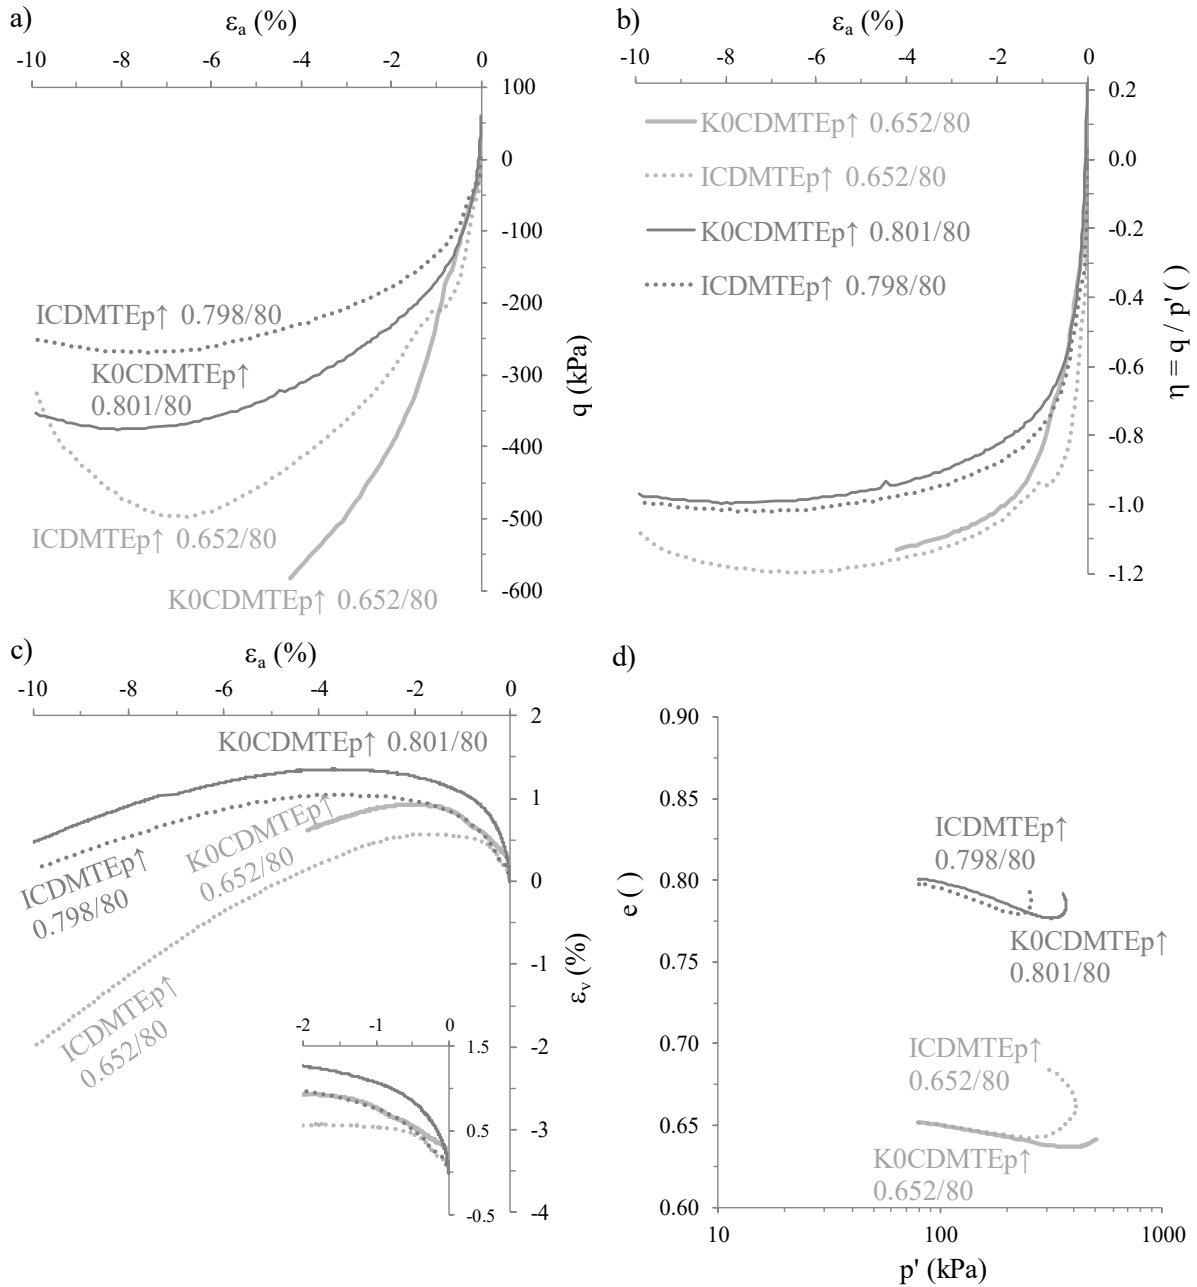 a)
εa (%)
-10 -8 -6 -4 -2 0
100
0
-100
-200
-300
-400
-500
-600
q (kPa)
ICDMTEp↑ 0.798/80
K0CDMTEp↑
0.801/80
ICDMTEp↑ 0.652/80
K0CDMTEp↑ 0.652/80
b)
εa (%)
-10 -8 -6 -4 -2 0
0.2
0.0
-0.2
-0.4
-0.6
-0.8
-1.0
-1.2
η = q / p' ( )
K0CDMTEp↑ 0.652/80
ICDMTEp↑ 0.652/80
K0CDMTEp↑ 0.801/80
ICDMTEp↑ 0.798/80
c)
εa (%)
-10 -8 -6 -4 -2 0
2
1
0
-1
-2
-3
-4
εv (%)
K0CDMTEp↑ 0.801/80
K0CDMTEp↑
0.652/80
ICDMTEp↑
0.798/80
ICDMTEp↑
0.652/80
-2 -1 0
1.5
0.5
-0.5
d)
e ( )
0.90
0.85
0.80
0.75
0.70
0.65
0.60
ICDMTEp↑
0.798/80
K0CDMTEp↑
0.801/80
ICDMTEp↑
0.652/80
K0CDMTEp↑
0.652/80
10 100 1000
p' (kPa)